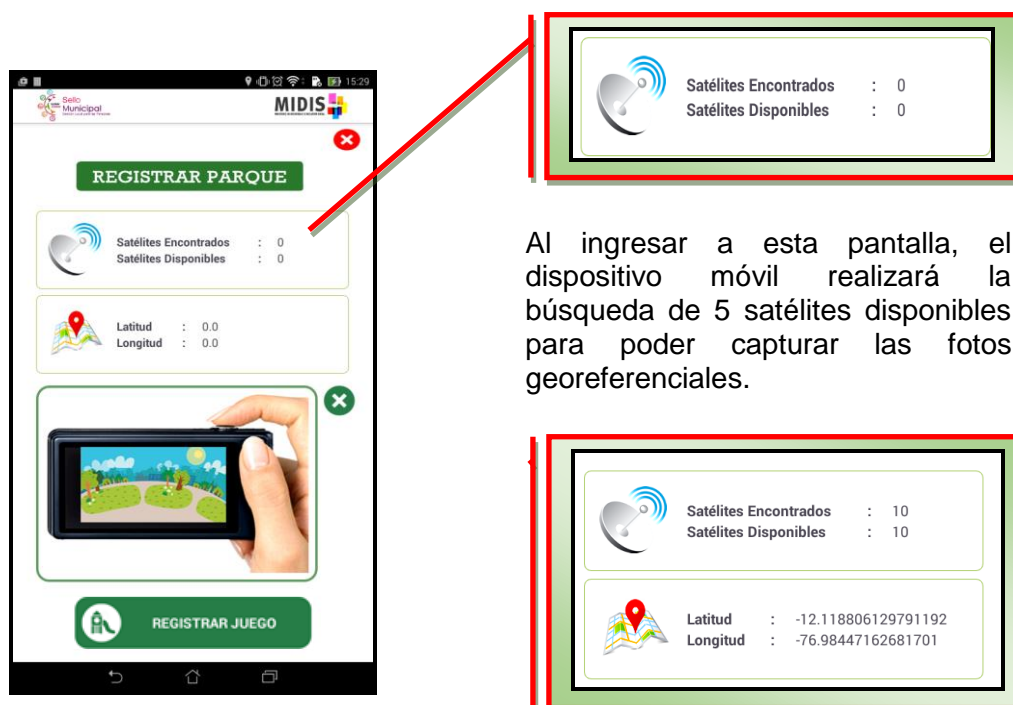 15:29
Sello
Municipal
MIDIS
REGISTRAR PARQUE
Satélites Encontrados : 0
Satélites Disponibles : 0
Latitud : 0.0
Longitud : 0.0
REGISTRAR JUEGO
Satélites Encontrados : 0
Satélites Disponibles : 0
Al ingresar a esta pantalla, el
dispositivo móvil realizará la
búsqueda de 5 satélites disponibles
para poder capturar las fotos
georeferenciales.
Satélites Encontrados : 10
Satélites Disponibles : 10
Latitud : -12.118806129791192
Longitud : -76.98447162681701